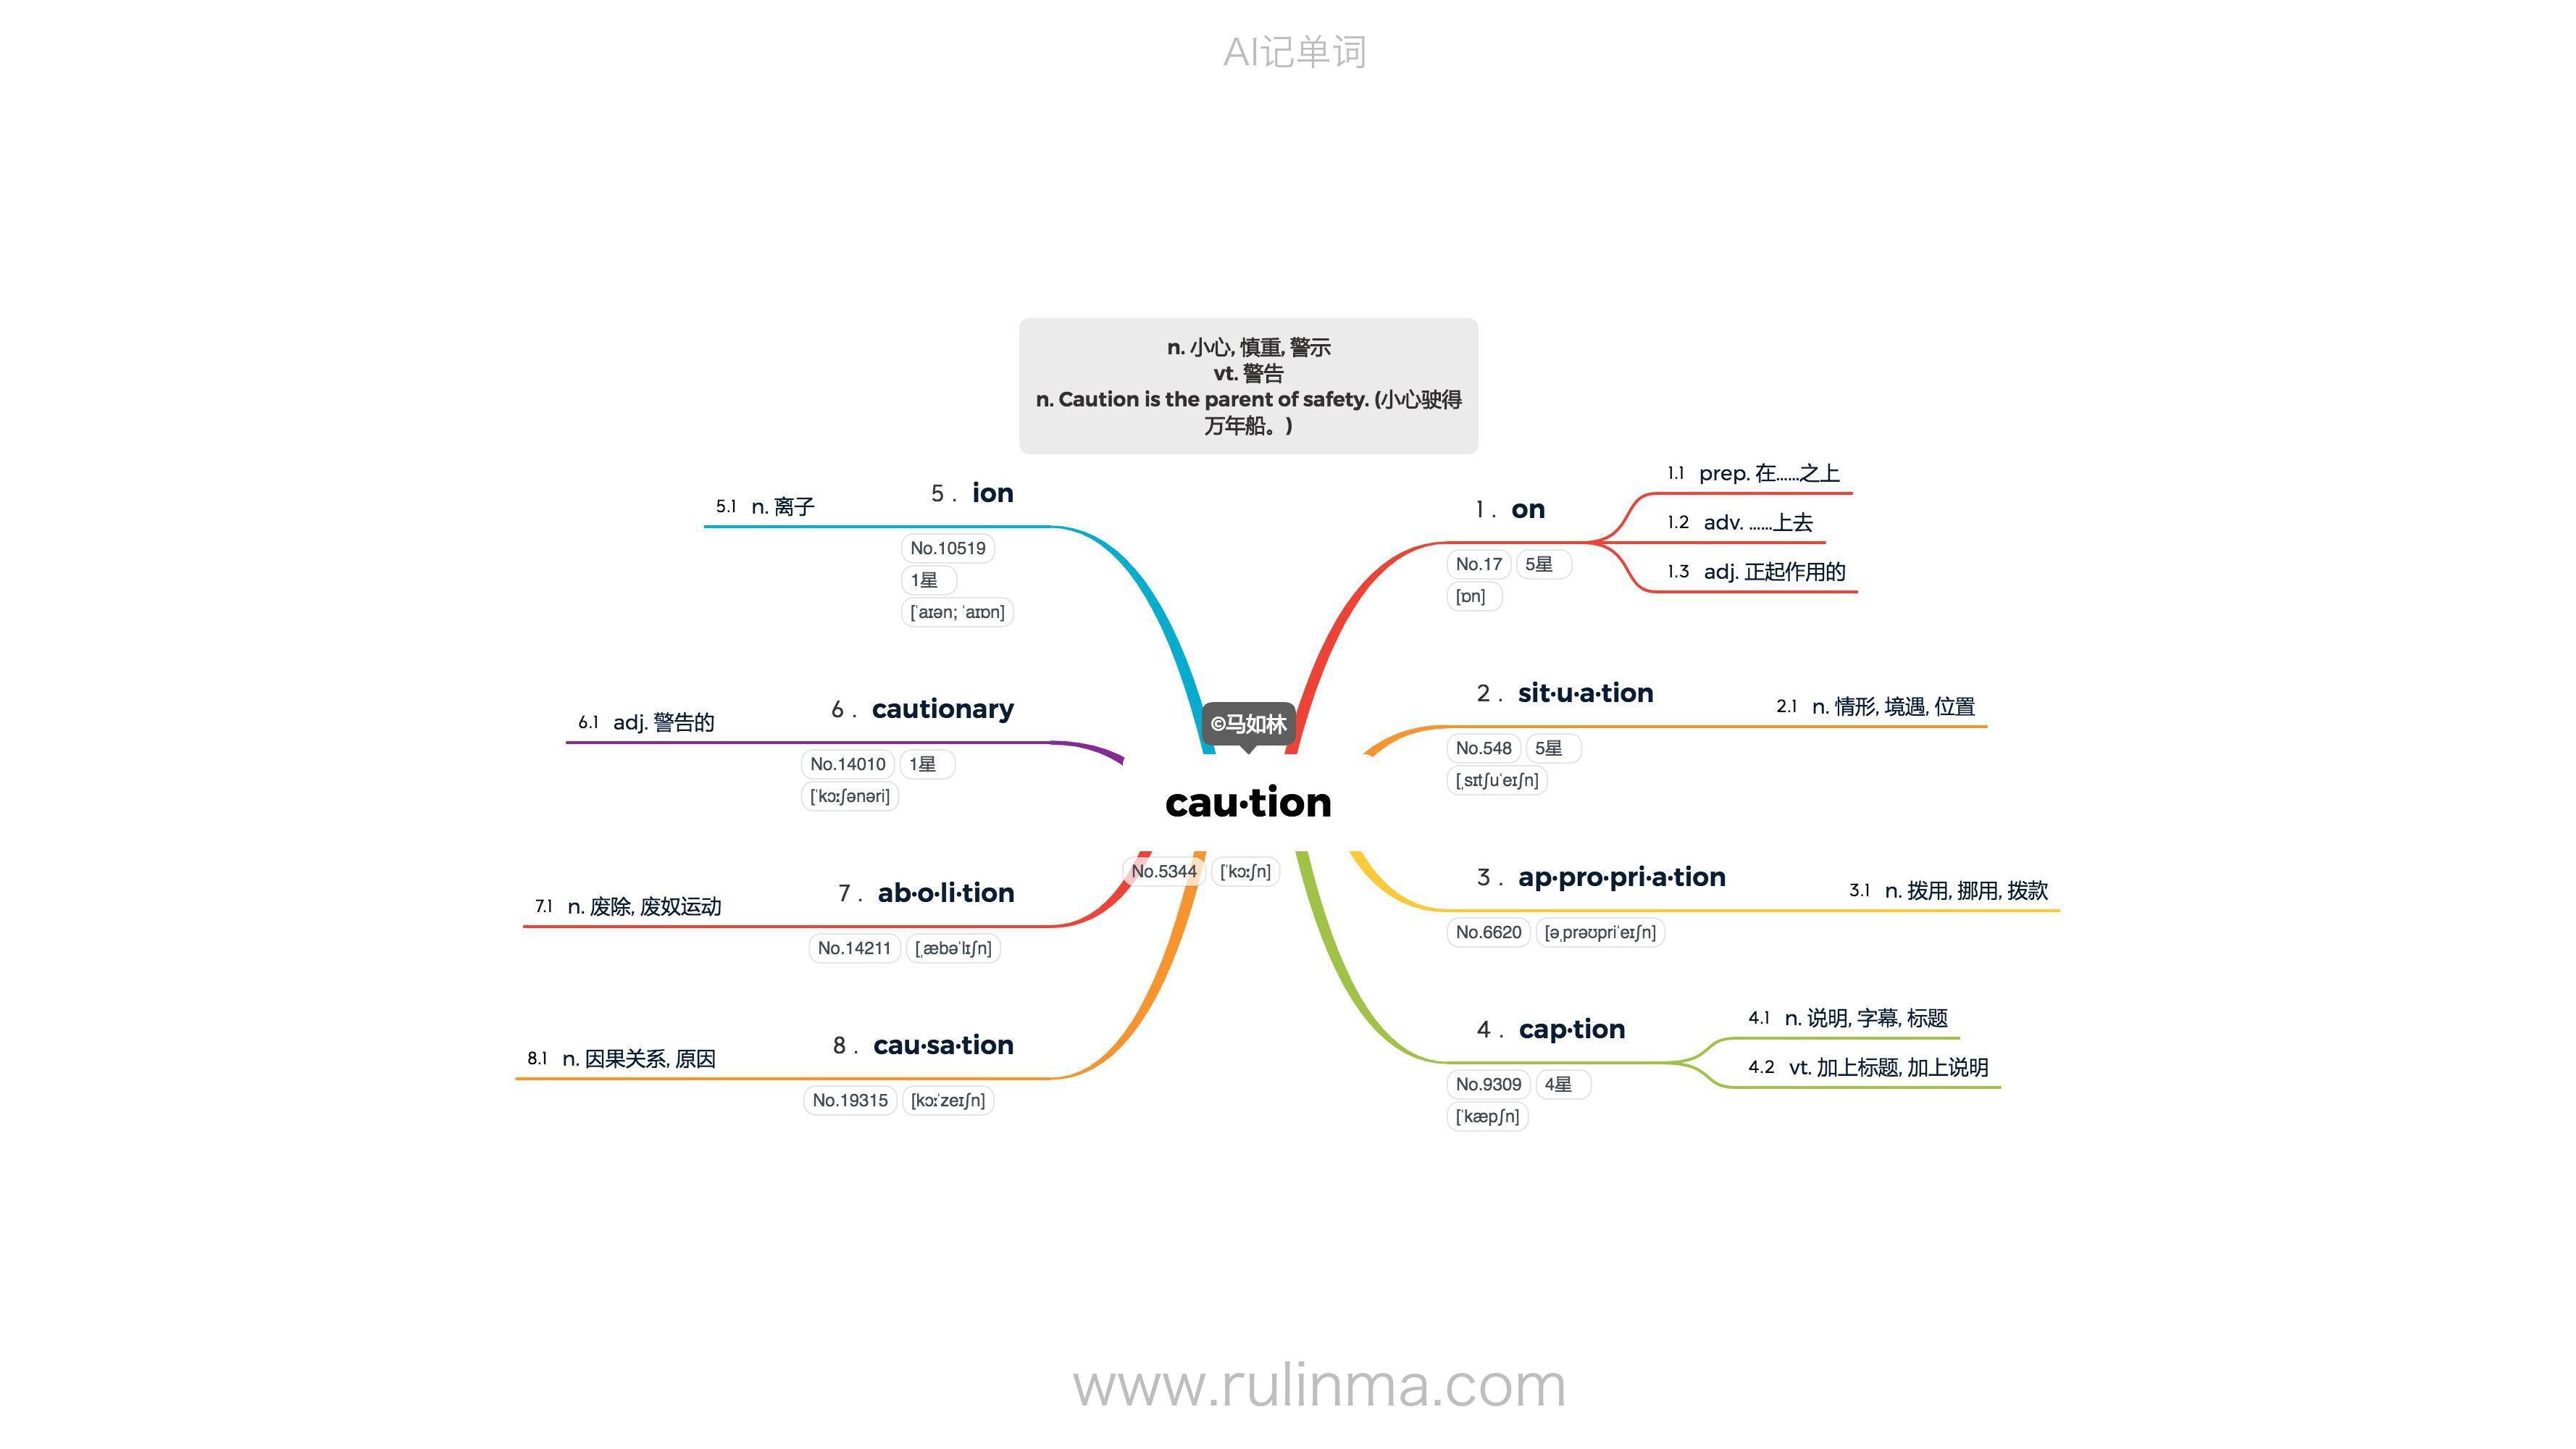 AI记单词
n. 小心, 慎重, 警示
vt. 警告
n. Caution is the parent of safety. (小心驶得
万年船。)
©马如林
cau·tion
No.5344 [ˈkɔːʃn]
1 . on
No.17 5星
[ɒn]
1.1 prep. 在……之上
1.2 adv. ……上去
1.3 adj. 正起作用的
2 . sit·u·a·tion
No.548 5星
[ˌsɪtʃuˈeɪʃn]
2.1 n. 情形, 境遇, 位置
3 . ap·pro·pri·a·tion
No.6620 [əˌprəʊpriˈeɪʃn]
3.1 n. 拨用, 挪用, 拨款
4 . cap·tion
No.9309 4星
[ˈkæpʃn]
4.1 n. 说明, 字幕, 标题
4.2 vt. 加上标题, 加上说明
5 . ion
No.10519
1星
[ˈaɪən; ˈaɪɒn]
5.1 n. 离子
6 . cautionary
No.14010 1星
[ˈkɔːʃənəri]
6.1 adj. 警告的
7 . ab·o·li·tion
No.14211 [ˌæbəˈlɪʃn]
7.1 n. 废除, 废奴运动
8 . cau·sa·tion
No.19315 [kɔːˈzeɪʃn]
8.1 n. 因果关系, 原因
www.rulinma.com